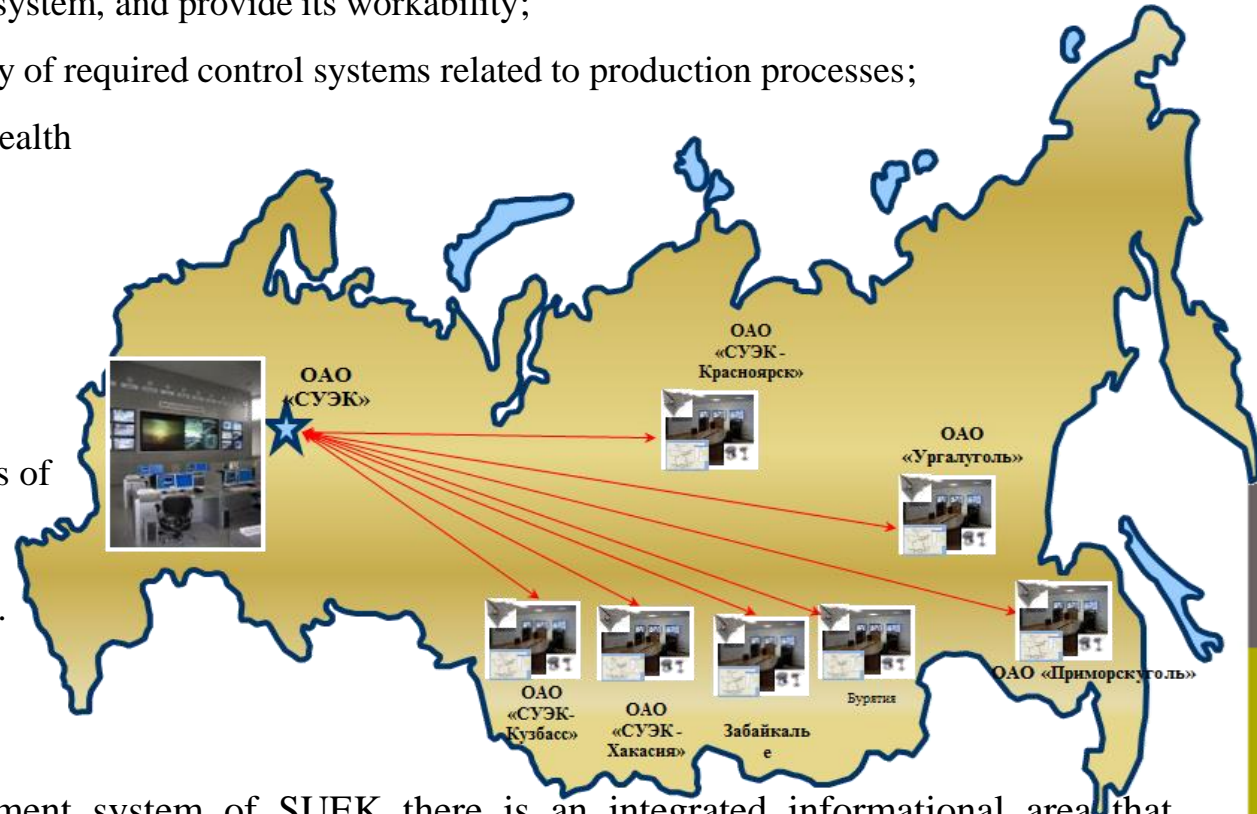 system, and provide its workability;
y of required control systems related to production processes;
ealth
ОАО
«СУЭК -
Красноярск»
ОАО
«СУЭК»
ОАО
«Ургалуголь»
s of
.
ОАО «Приморскуголь»
ОАО
«СУЭК-
Кузбасс»
ОАО
«СУЭК -
Хакасия»
Забайкаль
е
Бурятия
ment system of SUEK there is an integrated informational area that